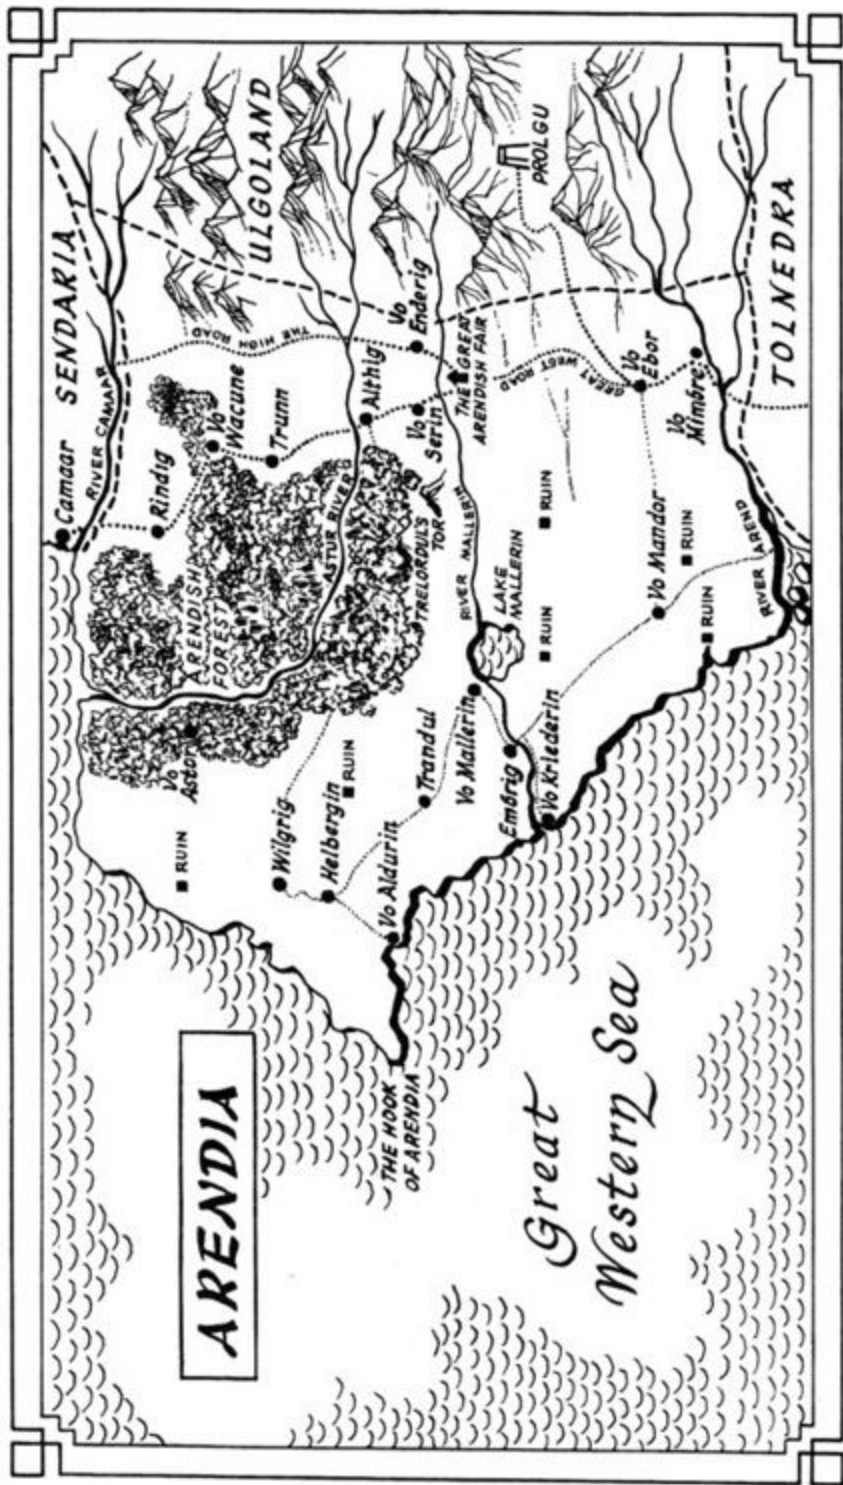 ARENDIA
Camaar
SENDARIA
RIVER CAMAAR
Rindig
THE HIGH ROAD
ULGOLAND
Vo
Wacune
Trunn
ARENDISH
FOREST
Vo
Astor
RUIN
ASTUR RIVER
Althig
Vo
Enderig
Vo
Serin
THE GREAT
ARENDISH FAIR
PROLGU
TRELORDUL'S
TOR
Wilgrig
Helbergin
RUIN
Trandul
Vo Aldurin
THE HOOK
OF ARENDIA
RIVER MALLERIN
LAKE
MALLERIN
Vo Mallerin
Embrig
Vo Kriederin
RUIN
RUIN
GREAT WEST ROAD
Vo
Ebor
Vo
Mimbre
Vo Mandor
RUIN
RUIN
RIVER AREND
TOLNEDRA
Great
Western Sea